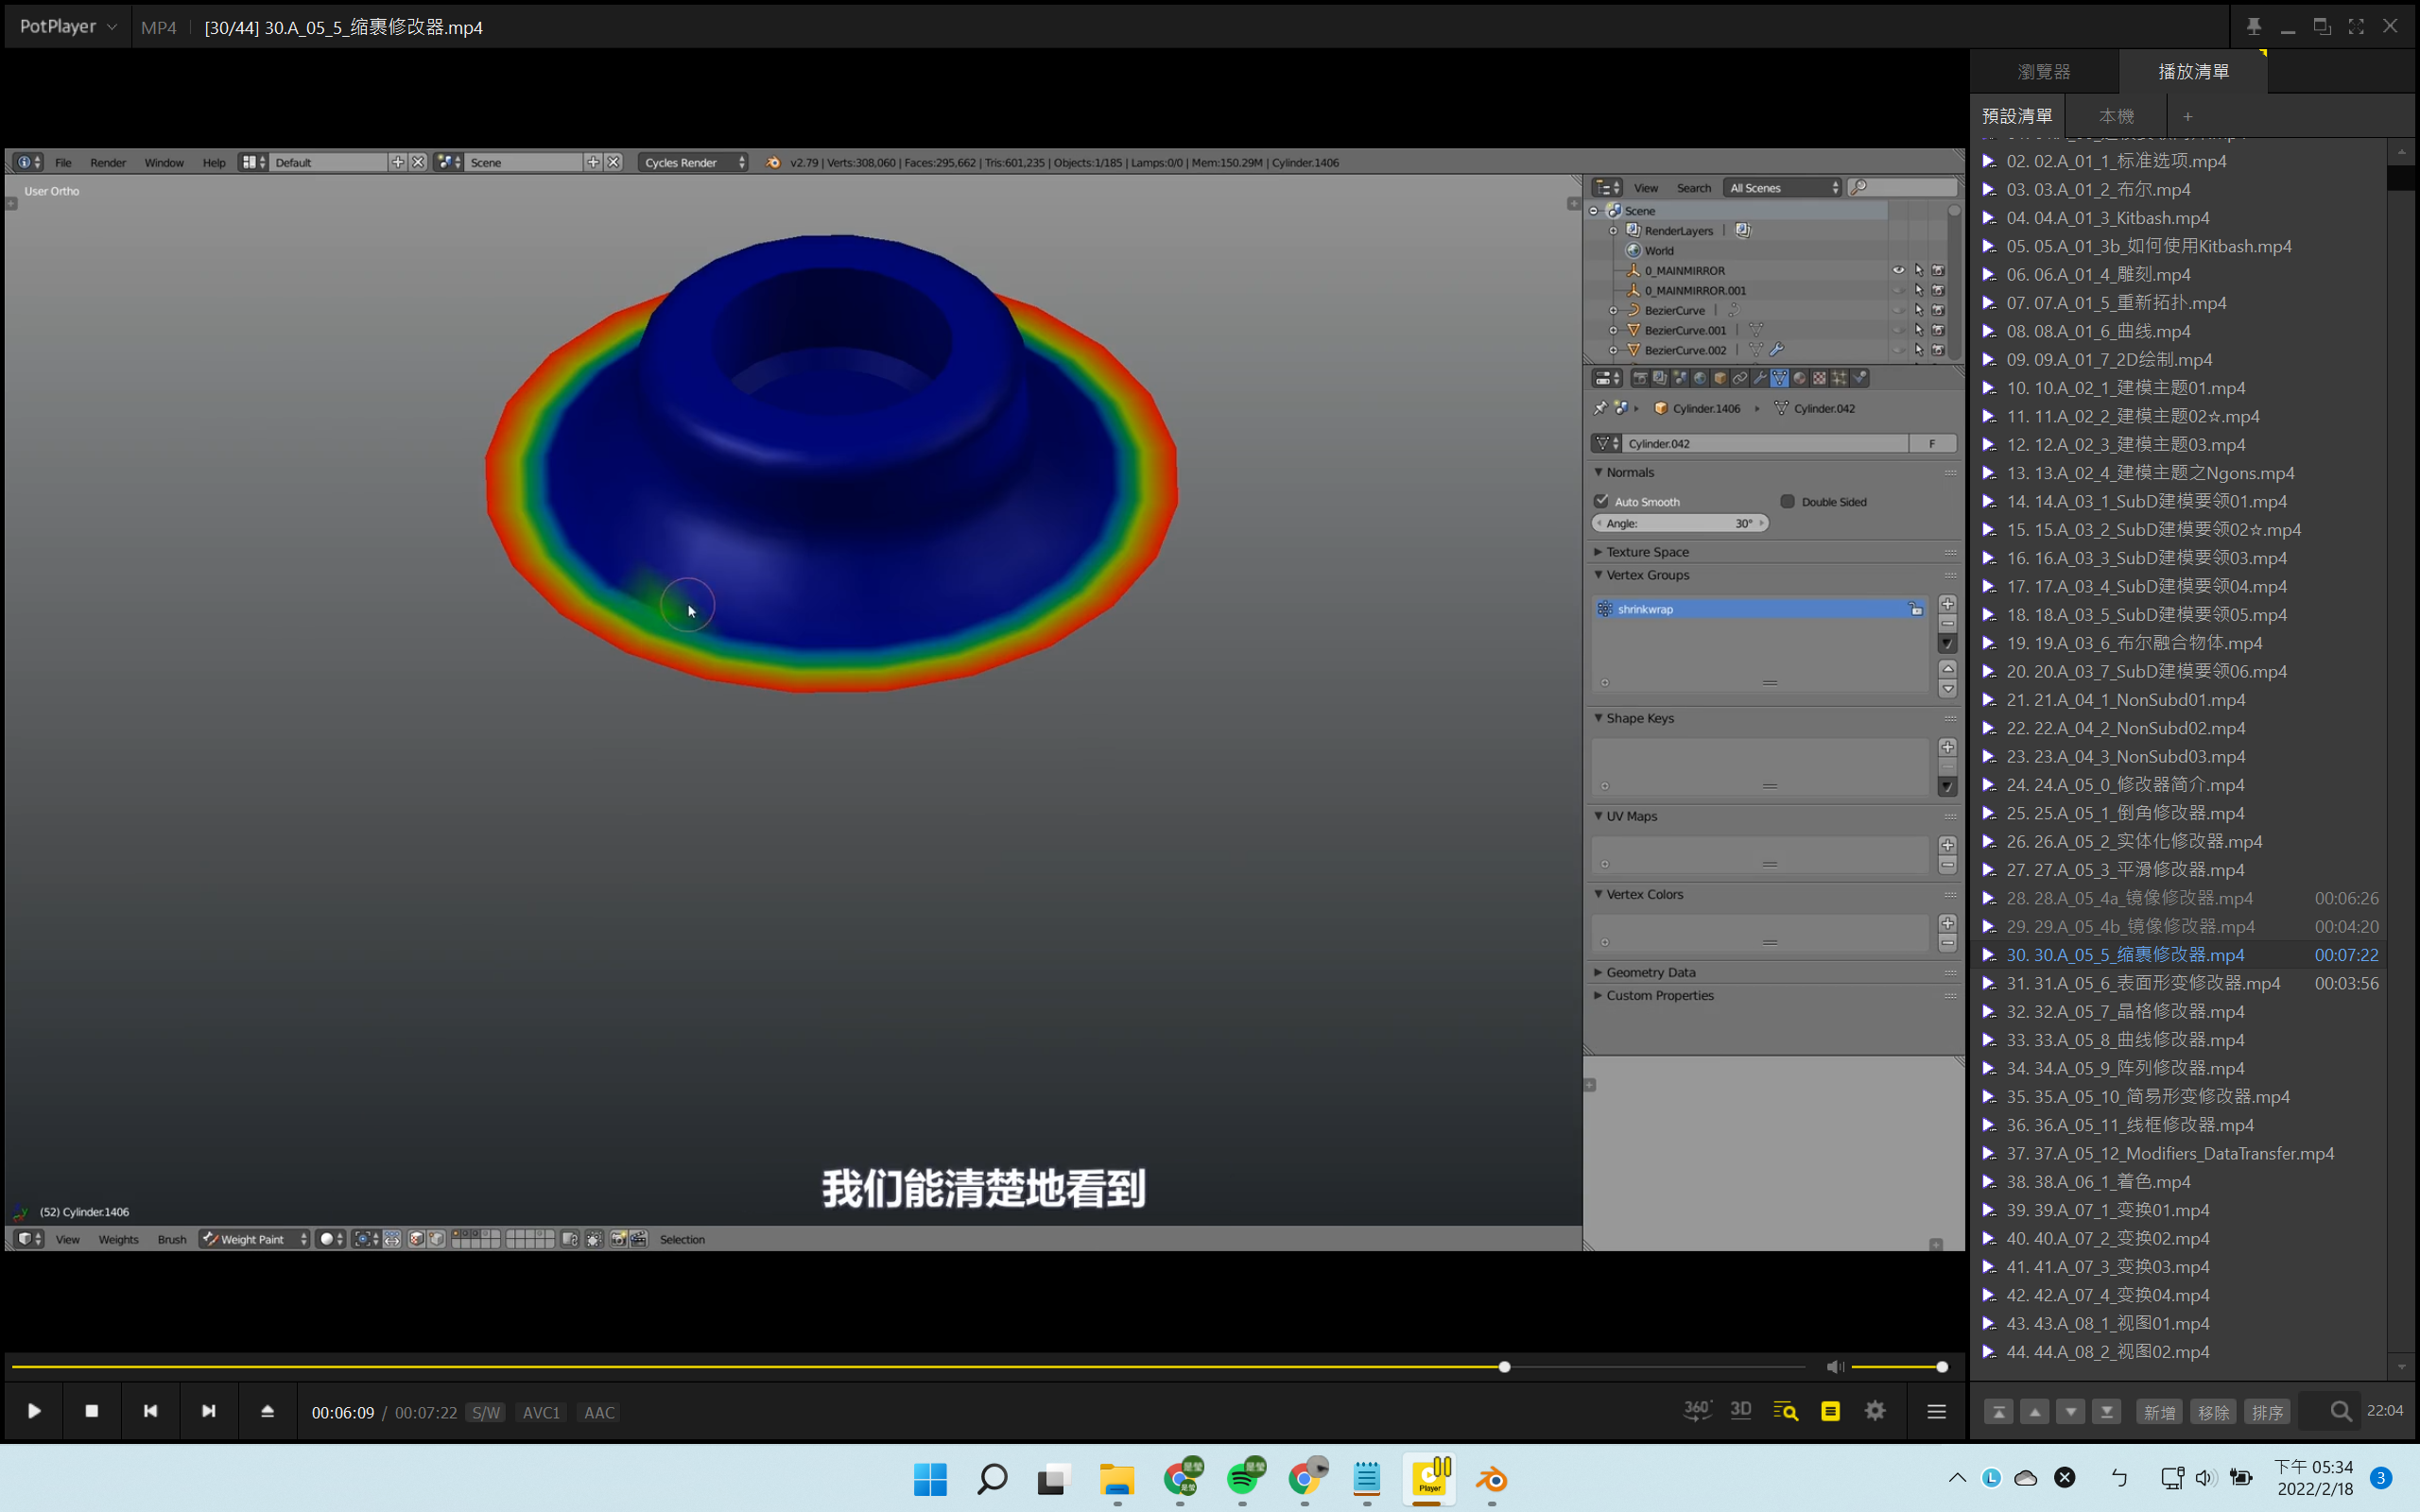 PotPlayer MP4 [30/44] 30.A_05_5_缩裹修改器.mp4
瀏覽器 播放清單
預設清單 本機 +
File Render Window Help Default Scene Cycles Render v2.79 | Verts:308,060 | Faces:295,662 | Tris:601,235 | Objects:1/185 | Lamps:0/0 | Mem:150.29M | Cylinder.1406
User Ortho
View Search All Scenes
Scene
RenderLayers |
World
0_MAINMIRROR
0_MAINMIRROR.001
BezierCurve |
BezierCurve.001 |
BezierCurve.002 |
Cylinder.1406 Cylinder.042
Cylinder.042 F
Normals
Auto Smooth Double Sided
Angle: 30°
Texture Space
Vertex Groups
shrinkwrap
Shape Keys
UV Maps
Vertex Colors
Geometry Data
Custom Properties
我们能清楚地看到
(52) Cylinder.1406
View Weights Brush Weight Paint Selection
02. 02.A_01_1_标准选项.mp4
03. 03.A_01_2_布尔.mp4
04. 04.A_01_3_Kitbash.mp4
05. 05.A_01_3b_如何使用Kitbash.mp4
06. 06.A_01_4_雕刻.mp4
07. 07.A_01_5_重新拓扑.mp4
08. 08.A_01_6_曲线.mp4
09. 09.A_01_7_2D绘制.mp4
10. 10.A_02_1_建模主题01.mp4
11. 11.A_02_2_建模主题02☆.mp4
12. 12.A_02_3_建模主题03.mp4
13. 13.A_02_4_建模主题之Ngons.mp4
14. 14.A_03_1_SubD建模要领01.mp4
15. 15.A_03_2_SubD建模要领02☆.mp4
16. 16.A_03_3_SubD建模要领03.mp4
17. 17.A_03_4_SubD建模要领04.mp4
18. 18.A_03_5_SubD建模要领05.mp4
19. 19.A_03_6_布尔融合物体.mp4
20. 20.A_03_7_SubD建模要领06.mp4
21. 21.A_04_1_NonSubd01.mp4
22. 22.A_04_2_NonSubd02.mp4
23. 23.A_04_3_NonSubd03.mp4
24. 24.A_05_0_修改器简介.mp4
25. 25.A_05_1_倒角修改器.mp4
26. 26.A_05_2_实体化修改器.mp4
27. 27.A_05_3_平滑修改器.mp4
28. 28.A_05_4a_镜像修改器.mp4 00:06:26
29. 29.A_05_4b_镜像修改器.mp4 00:04:20
30. 30.A_05_5_缩裹修改器.mp4 00:07:22
31. 31.A_05_6_表面形变修改器.mp4 00:03:56
32. 32.A_05_7_晶格修改器.mp4
33. 33.A_05_8_曲线修改器.mp4
34. 34.A_05_9_阵列修改器.mp4
35. 35.A_05_10_简易形变修改器.mp4
36. 36.A_05_11_线框修改器.mp4
37. 37.A_05_12_Modifiers_DataTransfer.mp4
38. 38.A_06_1_着色.mp4
39. 39.A_07_1_变换01.mp4
40. 40.A_07_2_变换02.mp4
41. 41.A_07_3_变换03.mp4
42. 42.A_07_4_变换04.mp4
43. 43.A_08_1_视图01.mp4
44. 44.A_08_2_视图02.mp4
00:06:09 / 00:07:22 S/W AVC1 AAC 360° 3D 新增 移除 排序 22:04
Player ㄅ 下午 05:34
2022/2/18 3